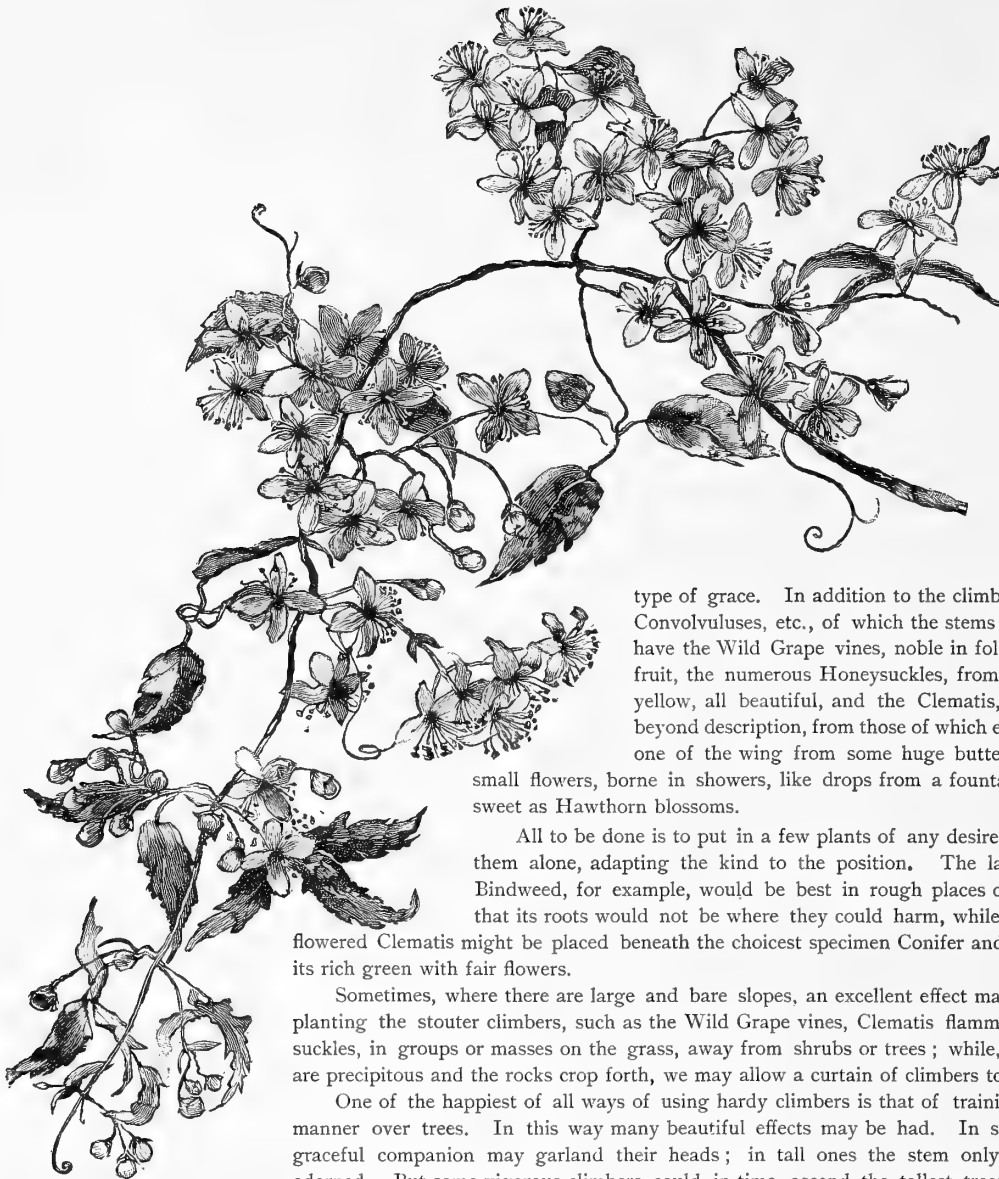 type of grace. In addition to the climb
Convolvuluses, etc., of which the stems
have the Wild Grape vines, noble in fol
fruit, the numerous Honeysuckles, from
yellow, all beautiful, and the Clematis,
beyond description, from those of which e
one of the wing from some huge butte
small flowers, borne in showers, like drops from a founta
sweet as Hawthorn blossoms.
All to be done is to put in a few plants of any desire
them alone, adapting the kind to the position. The la
Bindweed, for example, would be best in rough places o
that its roots would not be where they could harm, while
flowered Clematis might be placed beneath the choicest specimen Conifer and
its rich green with fair flowers.
Sometimes, where there are large and bare slopes, an excellent effect ma
planting the stouter climbers, such as the Wild Grape vines, Clematis flamm
suckles, in groups or masses on the grass, away from shrubs or trees ; while,
are precipitous and the rocks crop forth, we may allow a curtain of climbers to
One of the happiest of all ways of using hardy climbers is that of traini
manner over trees. In this way many beautiful effects may be had. In s
graceful companion may garland their heads ; in tall ones the stem only